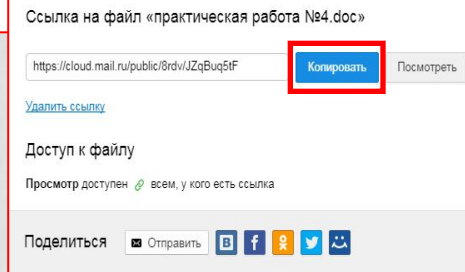 Ссылка на файл «практическая работа №4.doc»
https://cloud.mail.ru/public/8rdv/JZqBuq5tF Копировать Посмотреть
Удалить ссылку
Доступ к файлу
Просмотр доступен всем, у кого есть ссылка
Поделиться Отправить